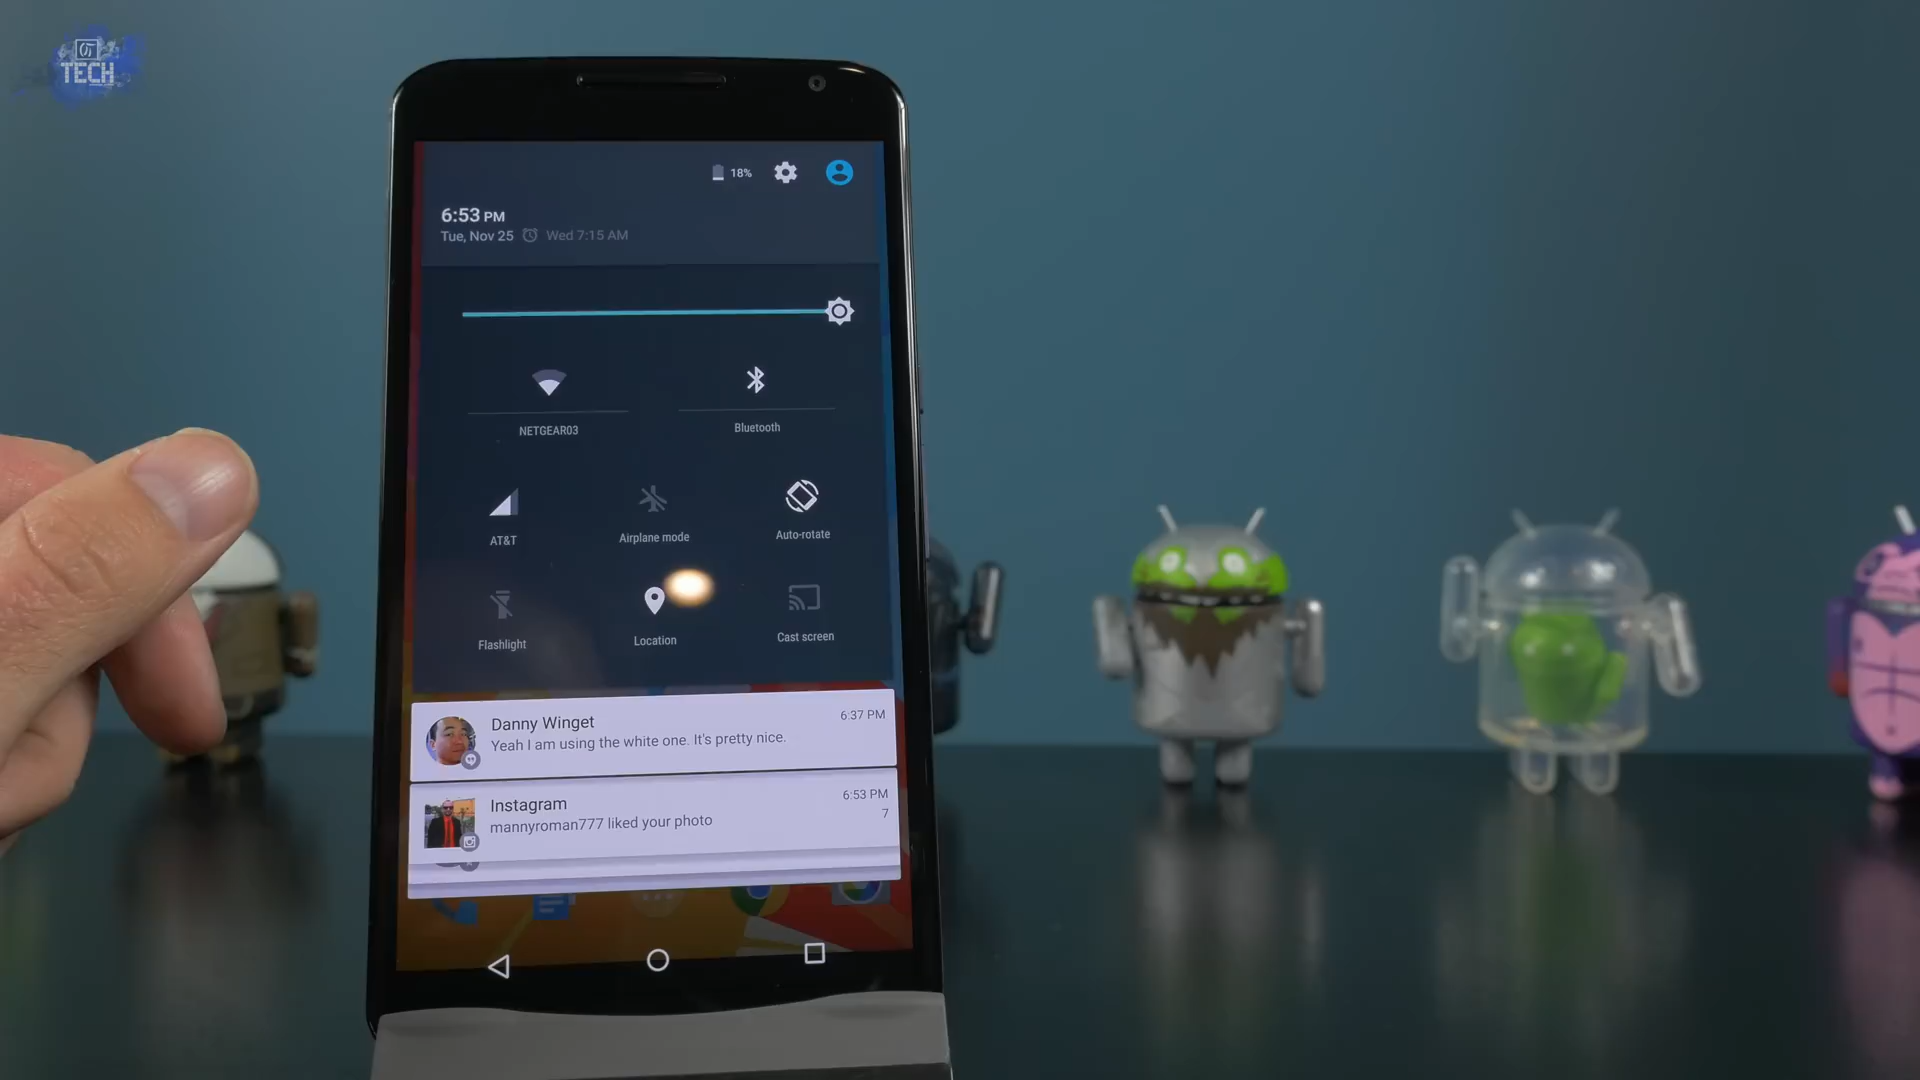 TECH
18%
6:53 PM
Tue, Nov 25 Wed 7:15 AM
NETGEAR03
Bluetooth
AT&T
Airplane mode
Auto-rotate
Flashlight
Location
Cast screen
Danny Winget
6:37 PM
Yeah I am using the white one. It's pretty nice.
Instagram
6:53 PM
mannyroman777 liked your photo
7